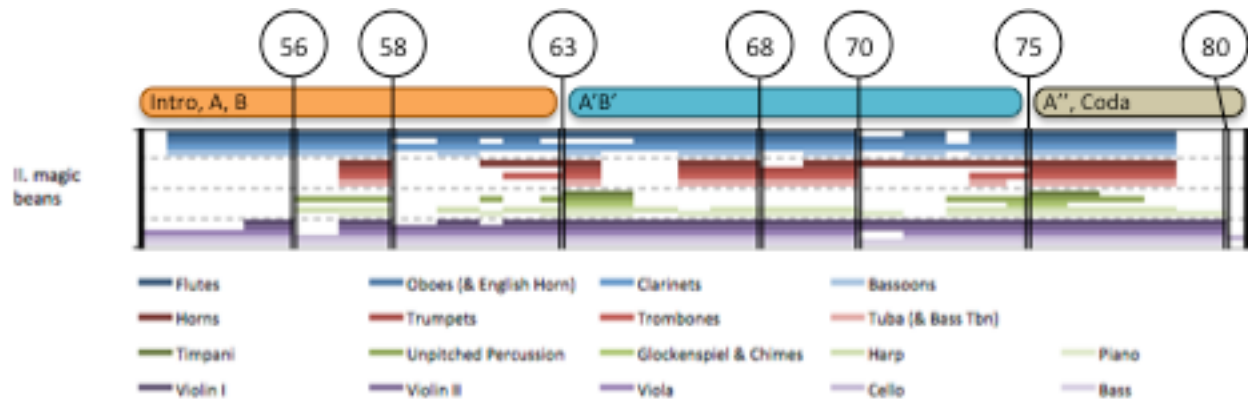 56 58 63 68 70 75 80
Intro, A, B A'B' A'', Coda
II. magic
beans
Flutes Oboes (& English Horn) Clarinets Bassoons
Horns Trumpets Trombones Tuba (& Bass Tbn)
Timpani Unpitched Percussion Glockenspiel & Chimes Harp Piano
Violin I Violin II Viola Cello Bass